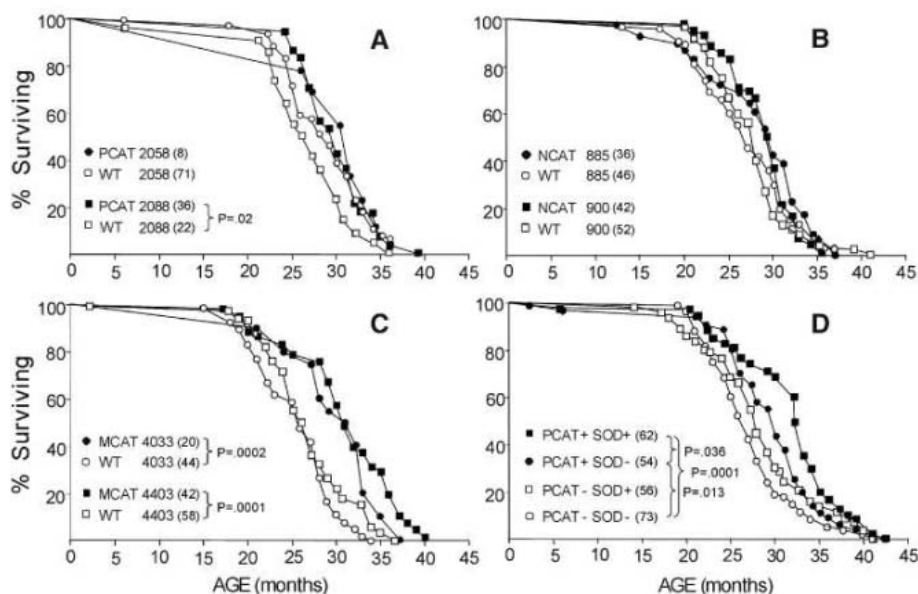 A
B
% Surviving
100
80
60
40
20
PCAT 2058 (8)
WT 2058 (71)
PCAT 2088 (36)
WT 2088 (22)
P=.02
0 5 10 15 20 25 30 35 40 45
% Surviving
100
80
60
40
20
NCAT 885 (36)
WT 885 (46)
NCAT 900 (42)
WT 900 (52)
0 5 10 15 20 25 30 35 40 45
C
D
% Surviving
100
80
60
40
20
MCAT 4033 (20)
WT 4033 (44)
P=.0002
MCAT 4403 (42)
WT 4403 (58)
P=.0001
0 5 10 15 20 25 30 35 40 45
AGE (months)
% Surviving
100
80
60
40
20
PCAT+ SOD+ (62)
PCAT+ SOD- (54)
PCAT- SOD+ (56)
PCAT- SOD- (73)
P=.036
P=.0001
P=.013
0 5 10 15 20 25 30 35 40 45
AGE (months)